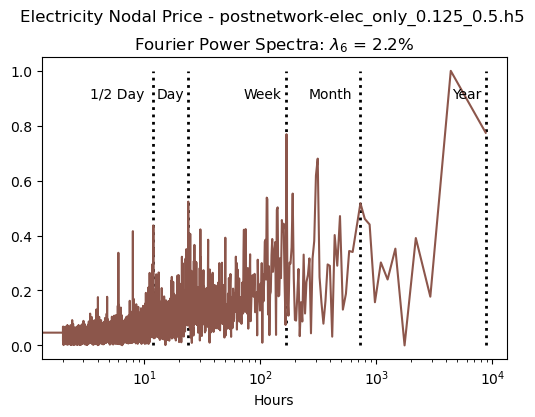 Electricity Nodal Price - postnetwork-elec_only_0.125_0.5.h5
Fourier Power Spectra: λ₆ = 2.2%
1/2 Day
Day
Week
Month
Year
1.0
0.8
0.6
0.4
0.2
0.0
10¹
10²
10³
10⁴
Hours